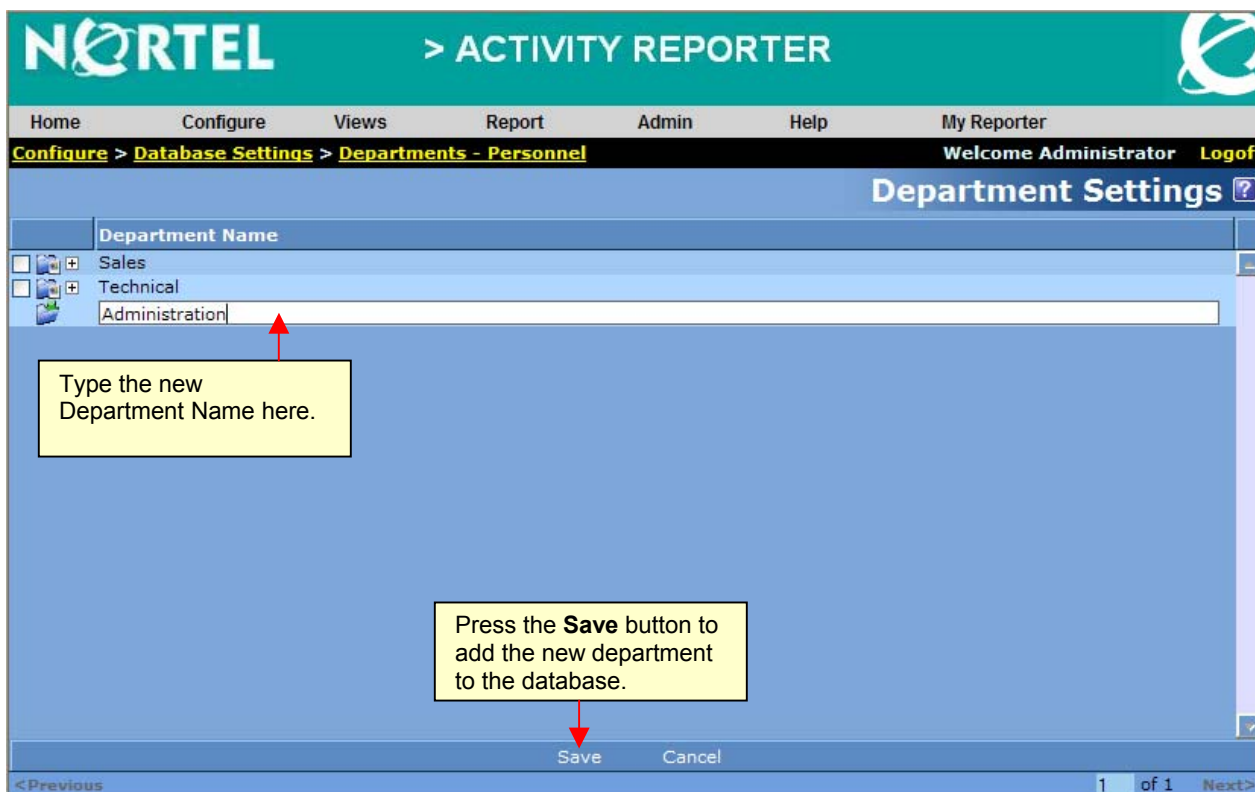 NORTEL > ACTIVITY REPORTER
Home Configure Views Report Admin Help My Reporter
Configure > Database Settings > Departments - Personnel Welcome Administrator Logof
Department Settings ?
Department Name
Sales
Technical
Administration
Type the new
Department Name here.
Press the Save button to
add the new department
to the database.
Save Cancel
<Previous 1 of 1 Next>